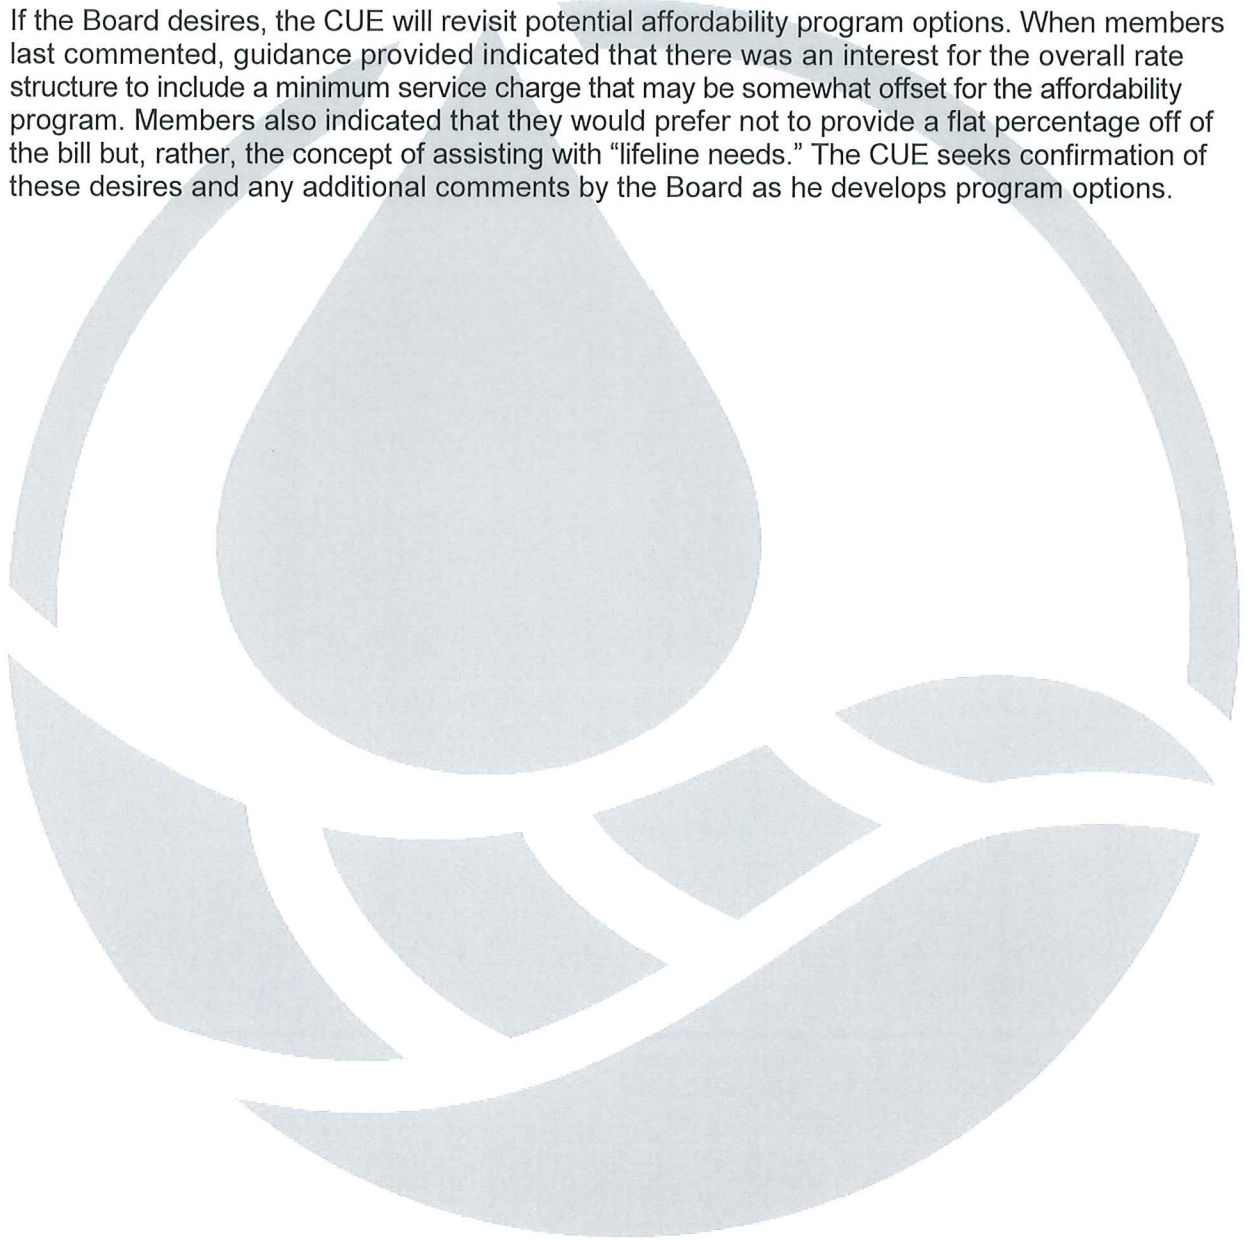 If the Board desires, the CUE will revisit potential affordability program options. When members
last commented, guidance provided indicated that there was an interest for the overall rate
structure to include a minimum service charge that may be somewhat offset for the affordability
program. Members also indicated that they would prefer not to provide a flat percentage off of
the bill but, rather, the concept of assisting with “lifeline needs.” The CUE seeks confirmation of
these desires and any additional comments by the Board as he develops program options.